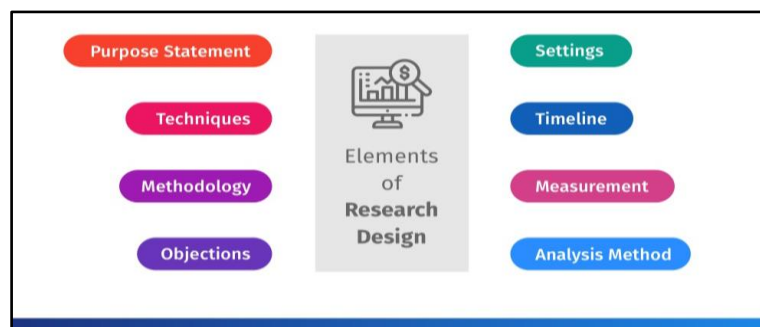 Purpose Statement
Techniques
Methodology
Objections
Elements
of
Research
Design
Settings
Timeline
Measurement
Analysis Method